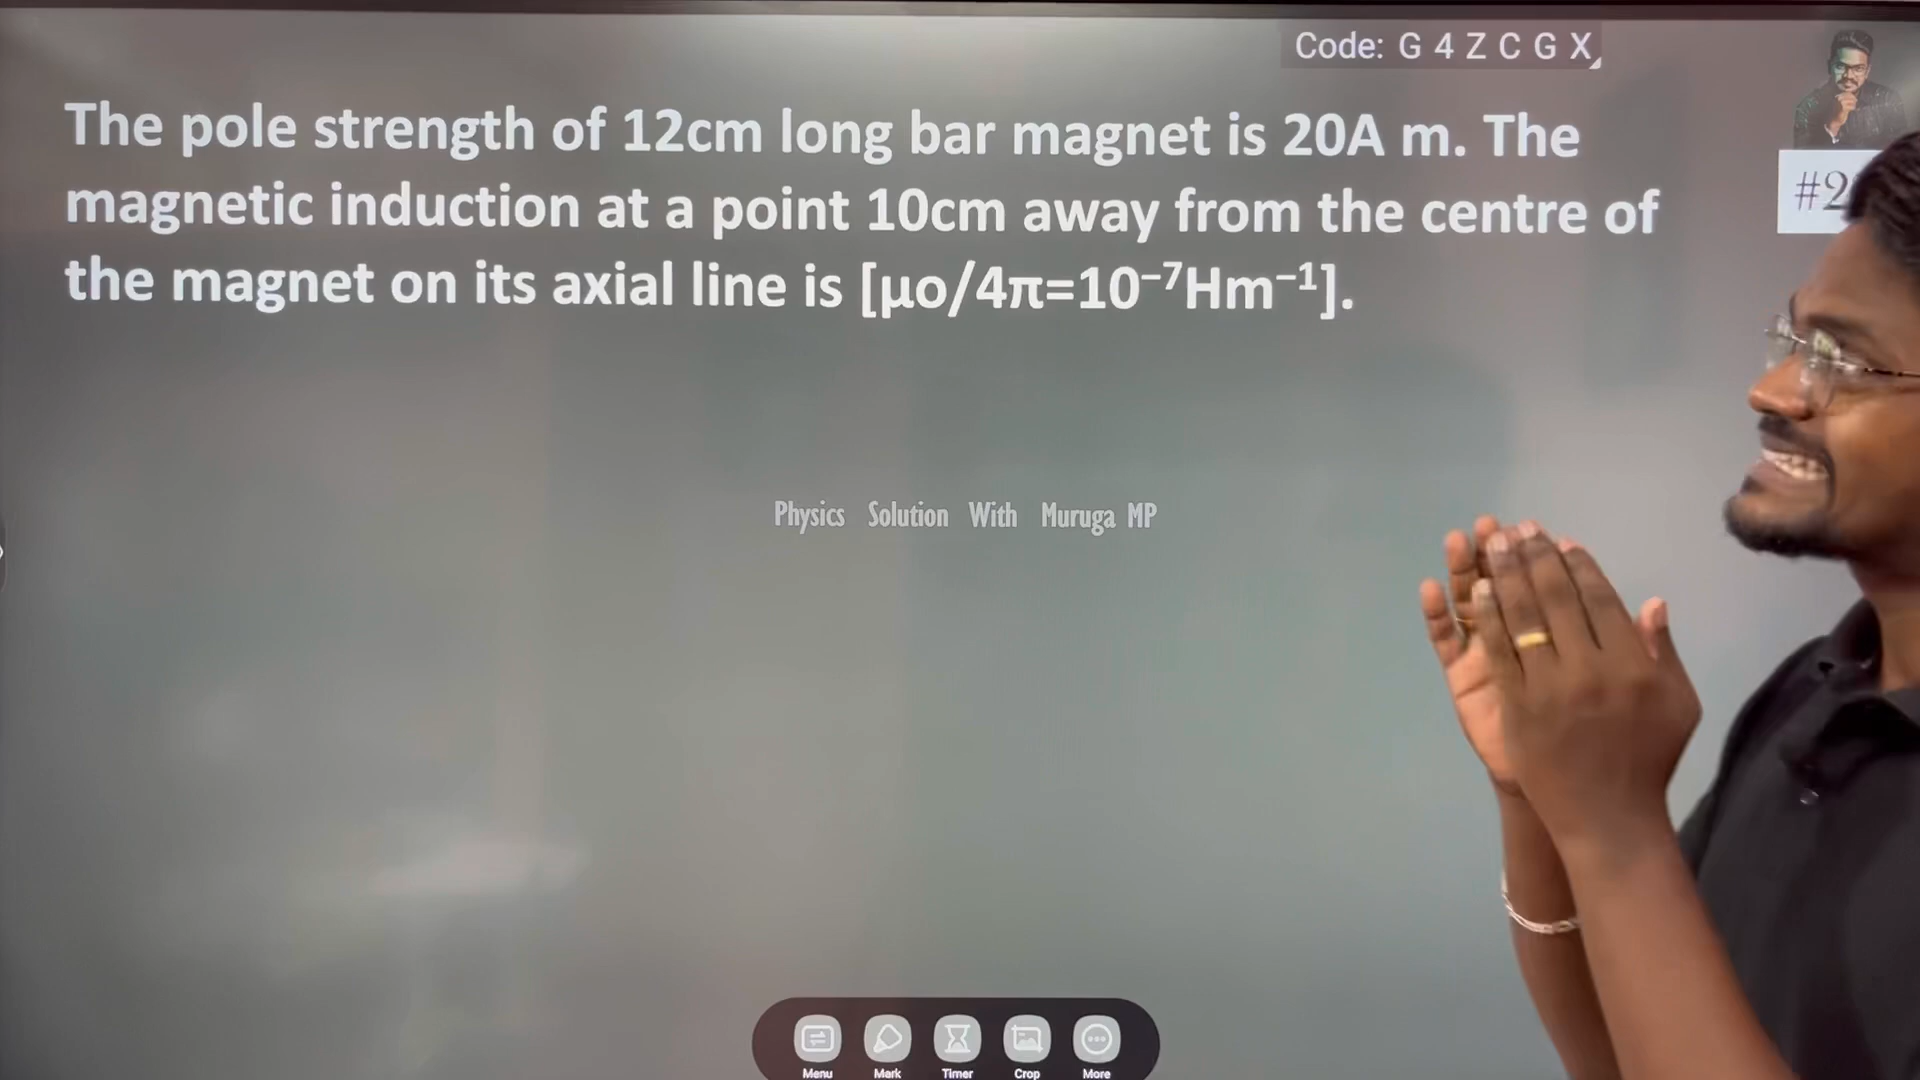 Code: G 4 Z C G X
The pole strength of 12cm long bar magnet is 20A m. The
magnetic induction at a point 10cm away from the centre of
the magnet on its axial line is [μo/4π=10⁻⁷Hm⁻¹].
#2
Physics Solution With Muruga MP
Menu Mark Timer Crop More